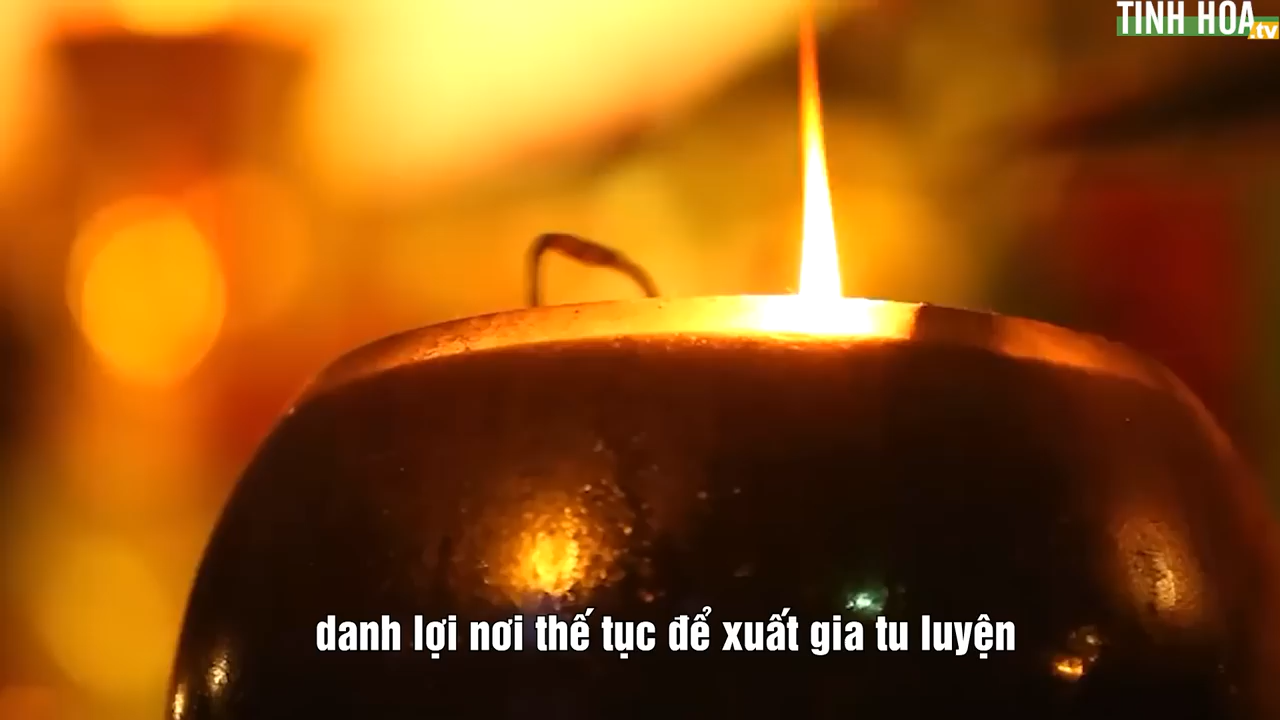 TINH HOA
.tv
danh lợi nơi thế tục để xuất gia tu luyện